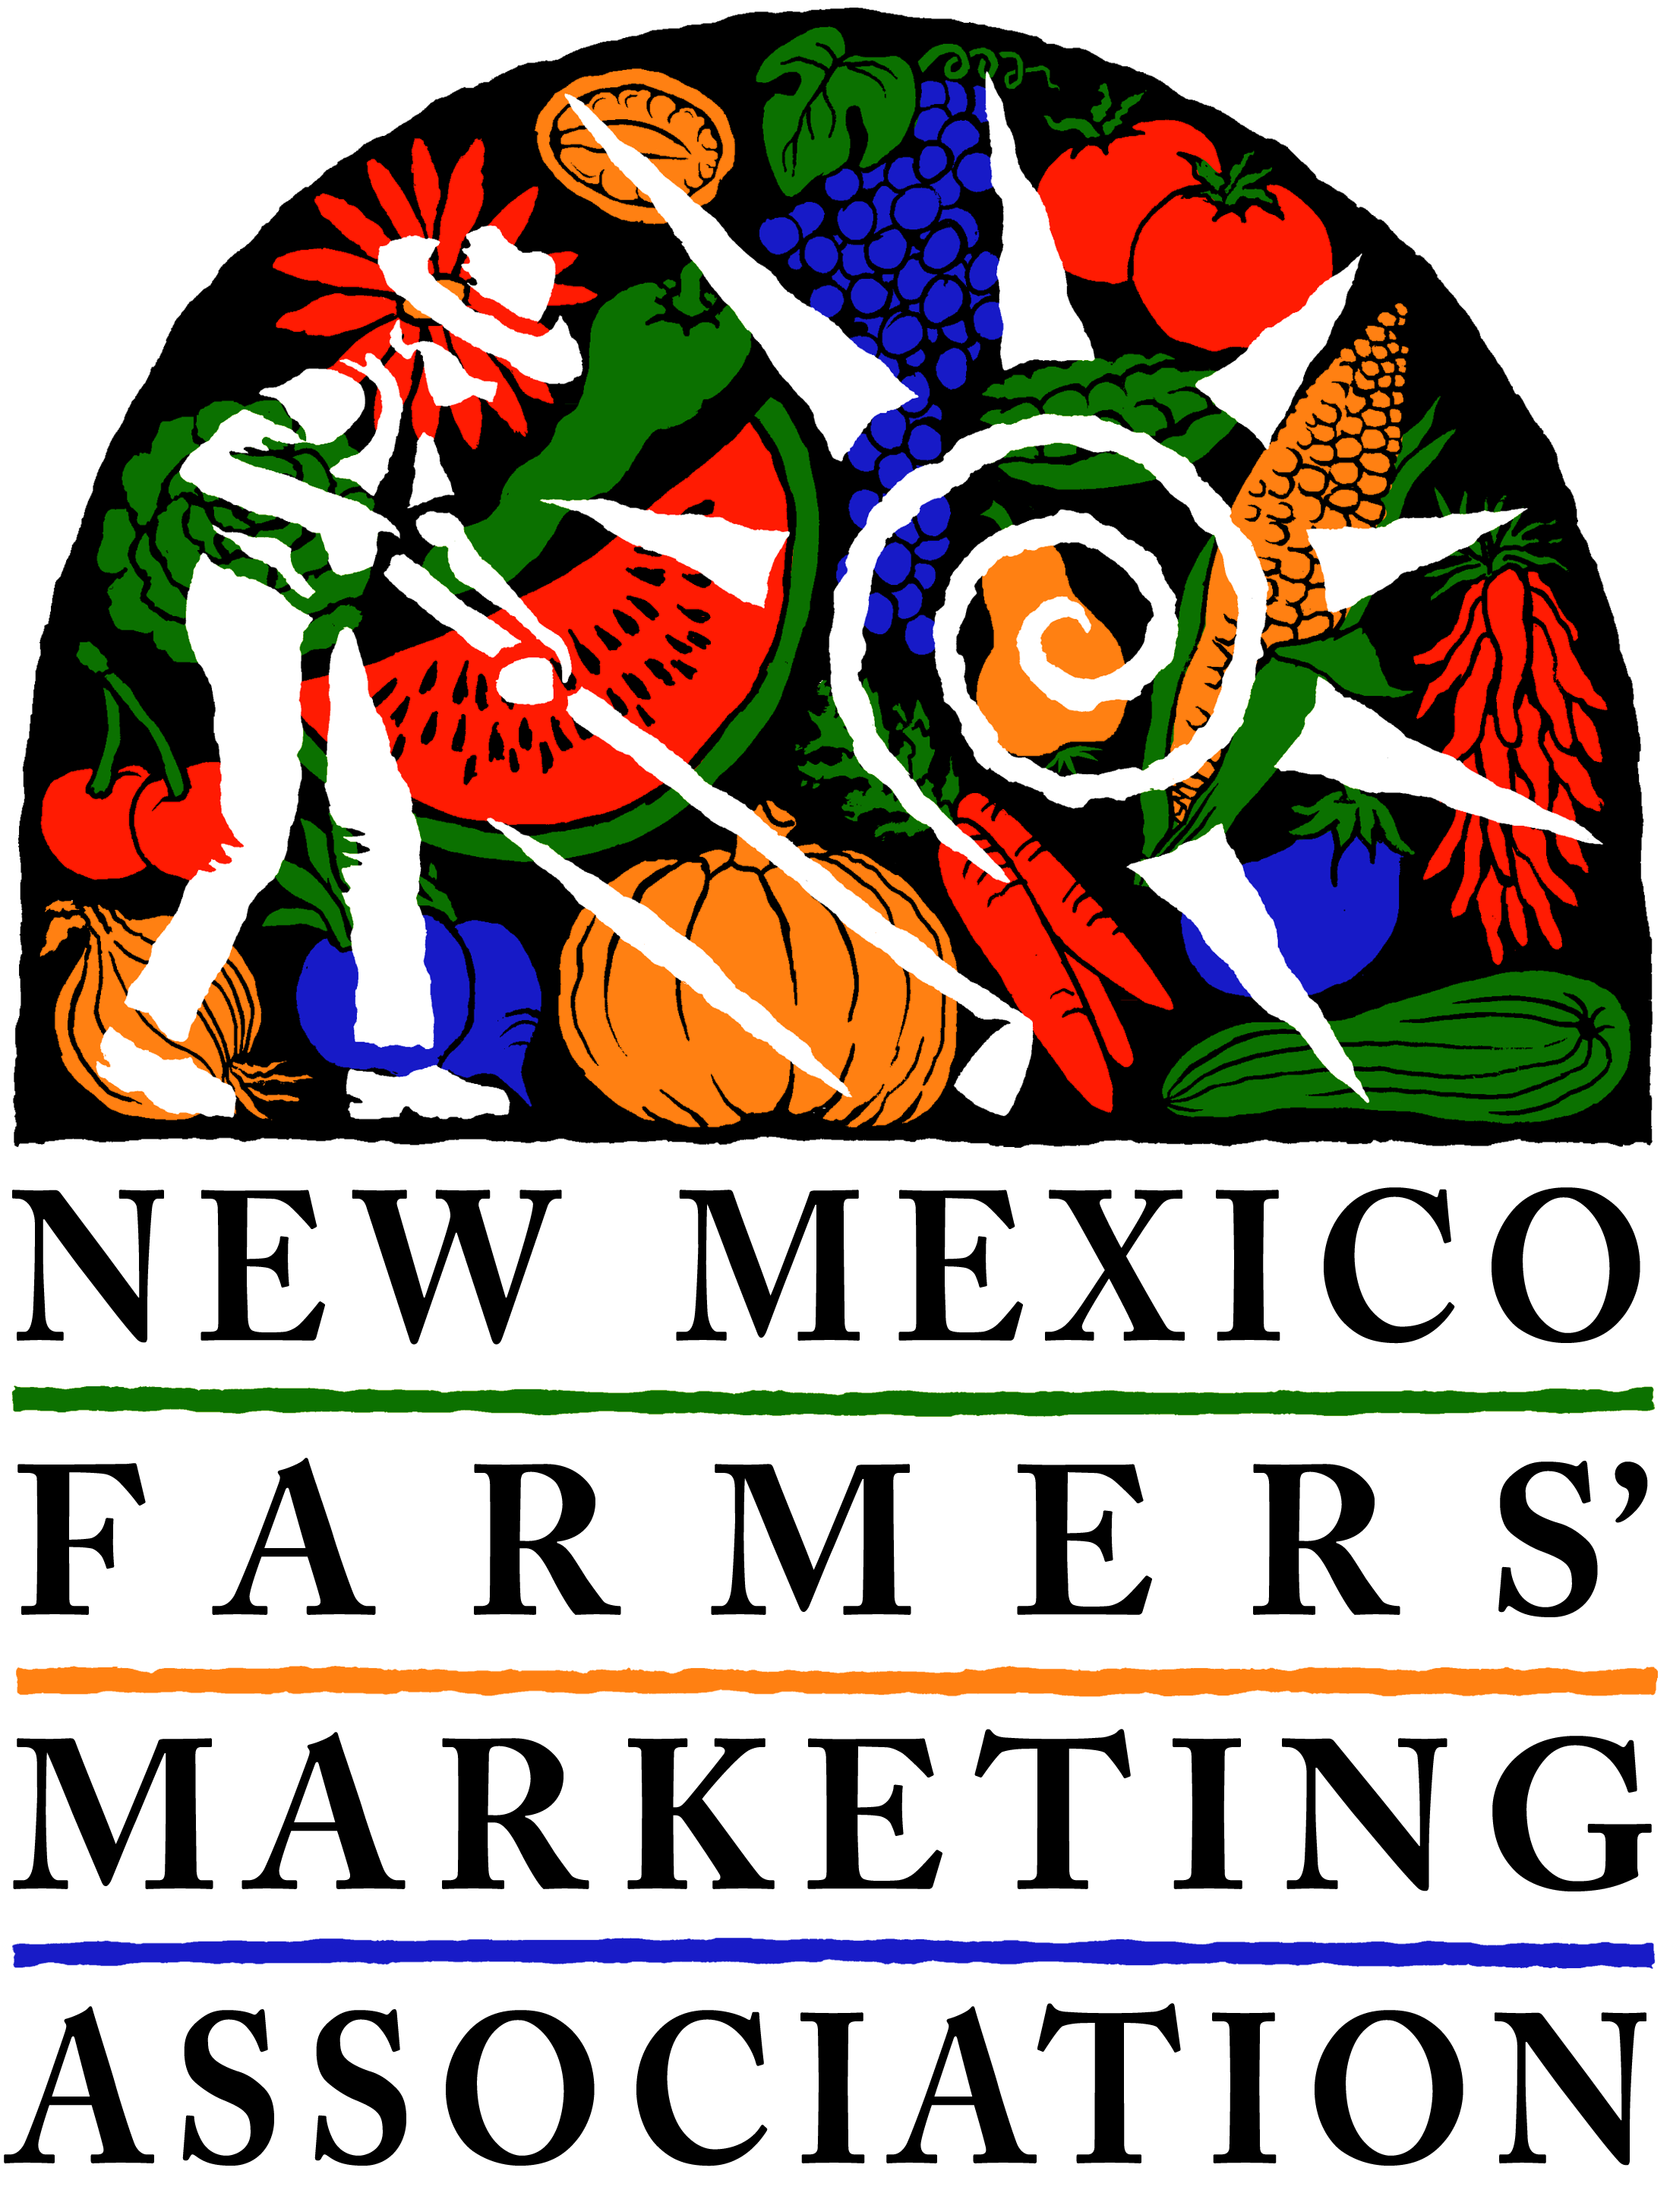 NEW MEXICO
FARMERS’
MARKETING
ASSOCIATION